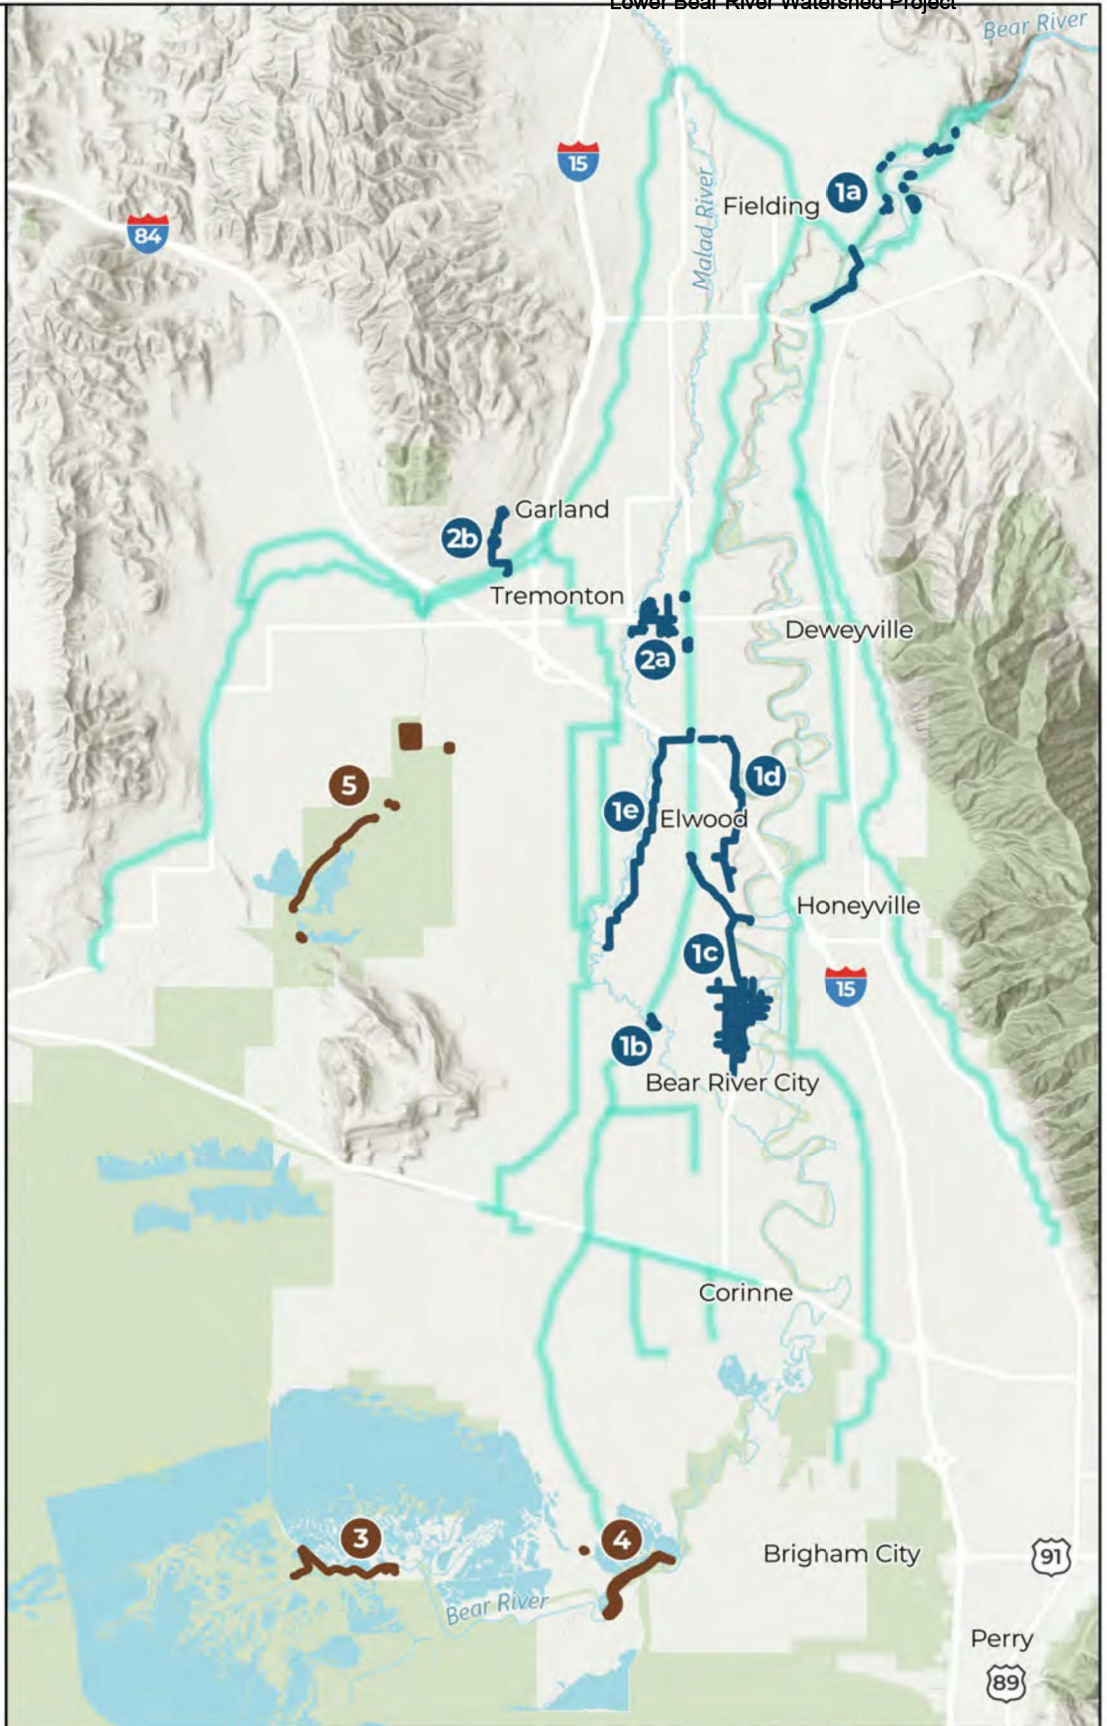 Lower Bear River Watershed Project
Bear River
15
84
Malad River
Fielding
1a
Garland
2b
Tremonton
Deweyville
2a
5
1d
1e
Elwood
Honeyville
1c
15
1b
Bear River City
Corinne
3
4
Brigham City
91
Bear River
Perry
89